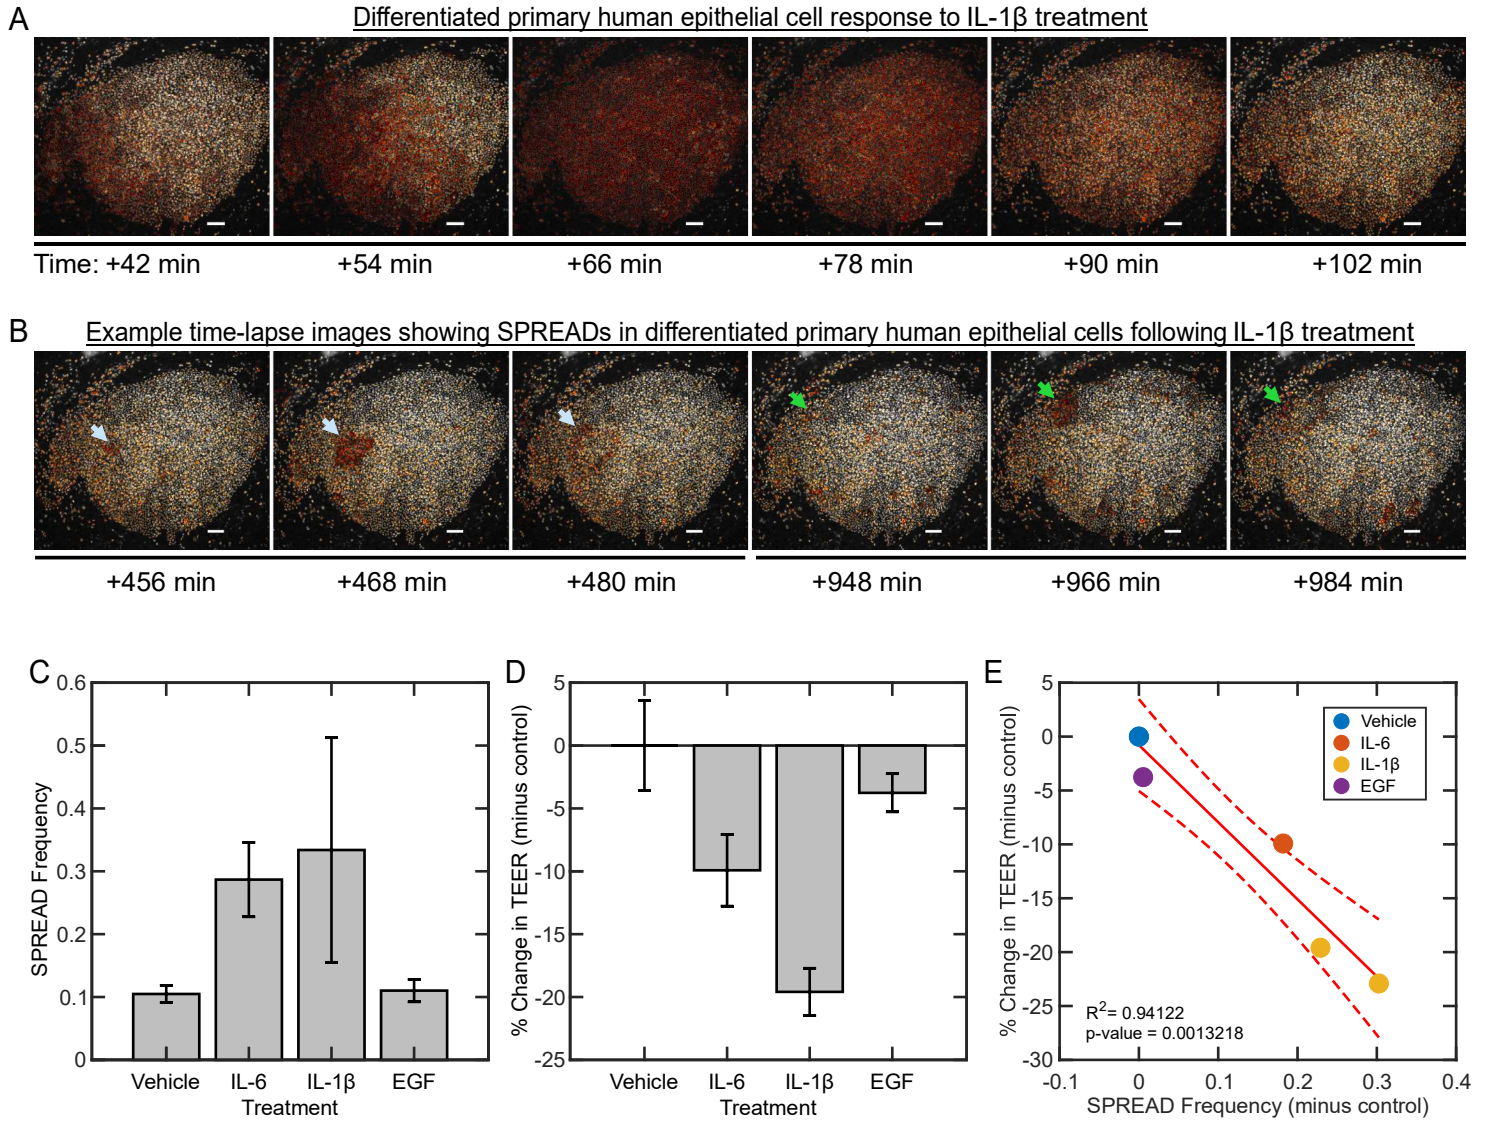 A
Differentiated primary human epithelial cell response to IL-1β treatment
Time: +42 min
+54 min
+66 min
+78 min
+90 min
+102 min
B
Example time-lapse images showing SPREADs in differentiated primary human epithelial cells following IL-1β treatment
+456 min
+468 min
+480 min
+948 min
+966 min
+984 min
C
SPREAD Frequency
0.6
0.5
0.4
0.3
0.2
0.1
0
Vehicle
IL-6
IL-1β
EGF
Treatment
D
% Change in TEER (minus control)
5
0
-5
-10
-15
-20
-25
Vehicle
IL-6
IL-1β
EGF
Treatment
E
% Change in TEER (minus control)
5
0
-5
-10
-15
-20
-25
-30
Vehicle
IL-6
IL-1β
EGF
R²= 0.94122
p-value = 0.0013218
-0.1
0
0.1
0.2
0.3
0.4
SPREAD Frequency (minus control)